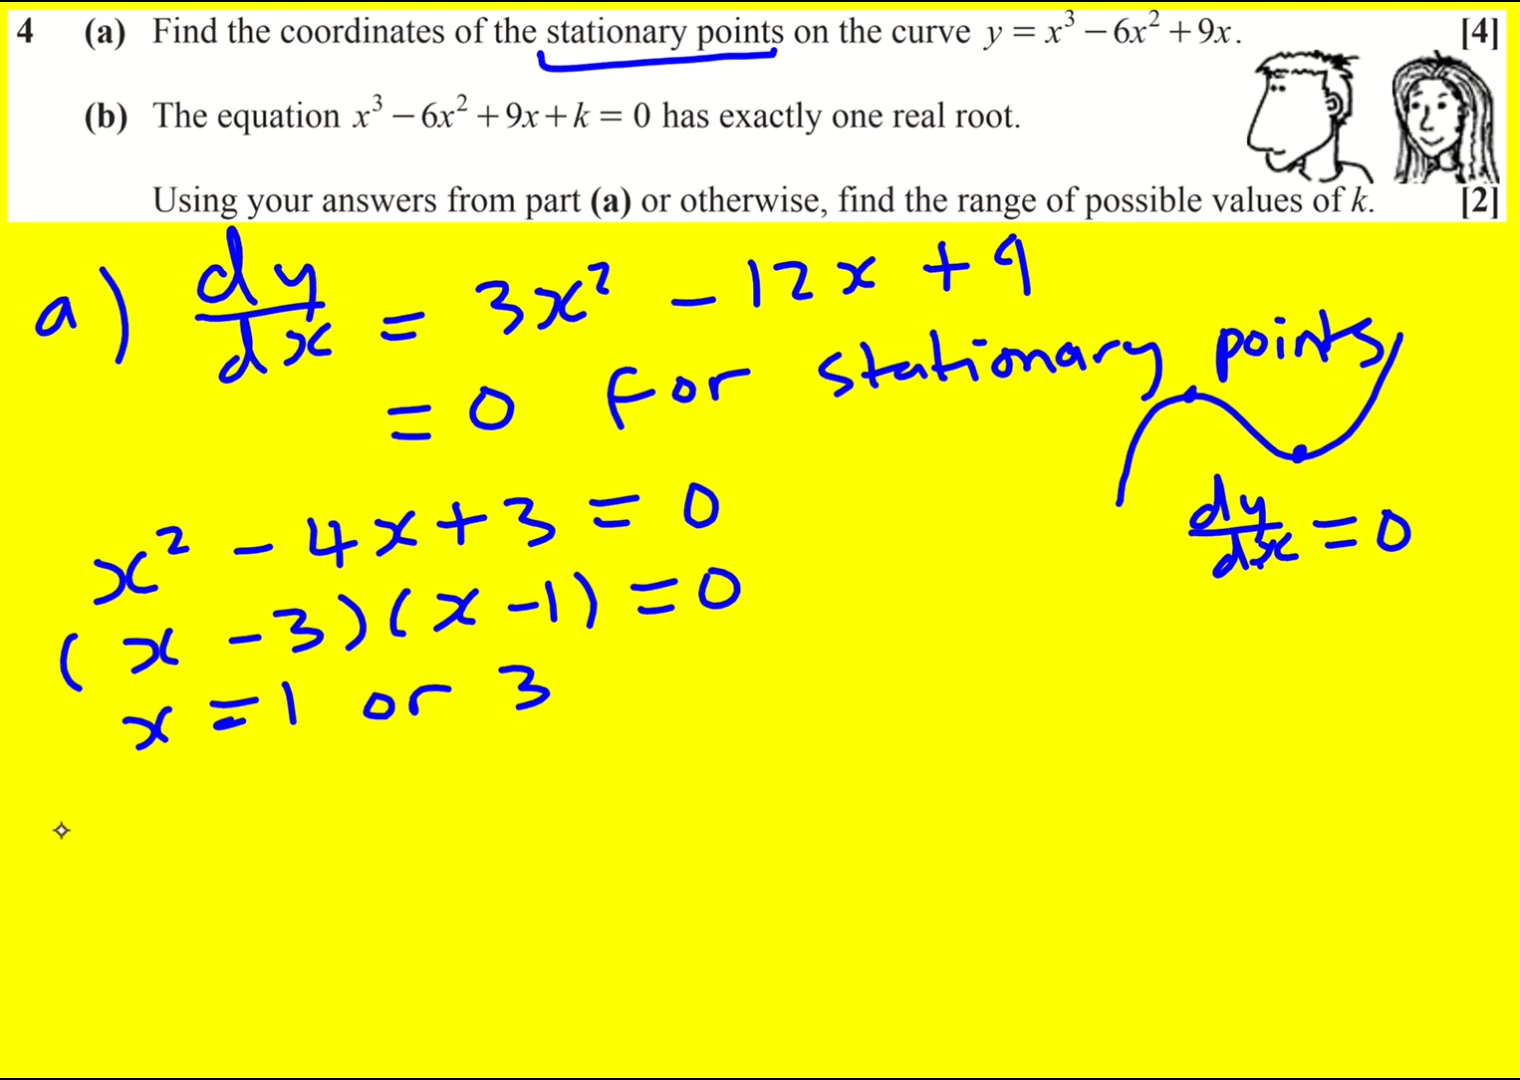 4 (a) Find the coordinates of the stationary points on the curve y = x³ − 6x² + 9x. [4]
(b) The equation x³ − 6x² + 9x + k = 0 has exactly one real root.
Using your answers from part (a) or otherwise, find the range of possible values of k. [2]
a) dy/dx = 3x² − 12x + 9
= 0 for stationary points
x² − 4x + 3 = 0
(x − 3)(x − 1) = 0
x = 1 or 3
dy/dx = 0